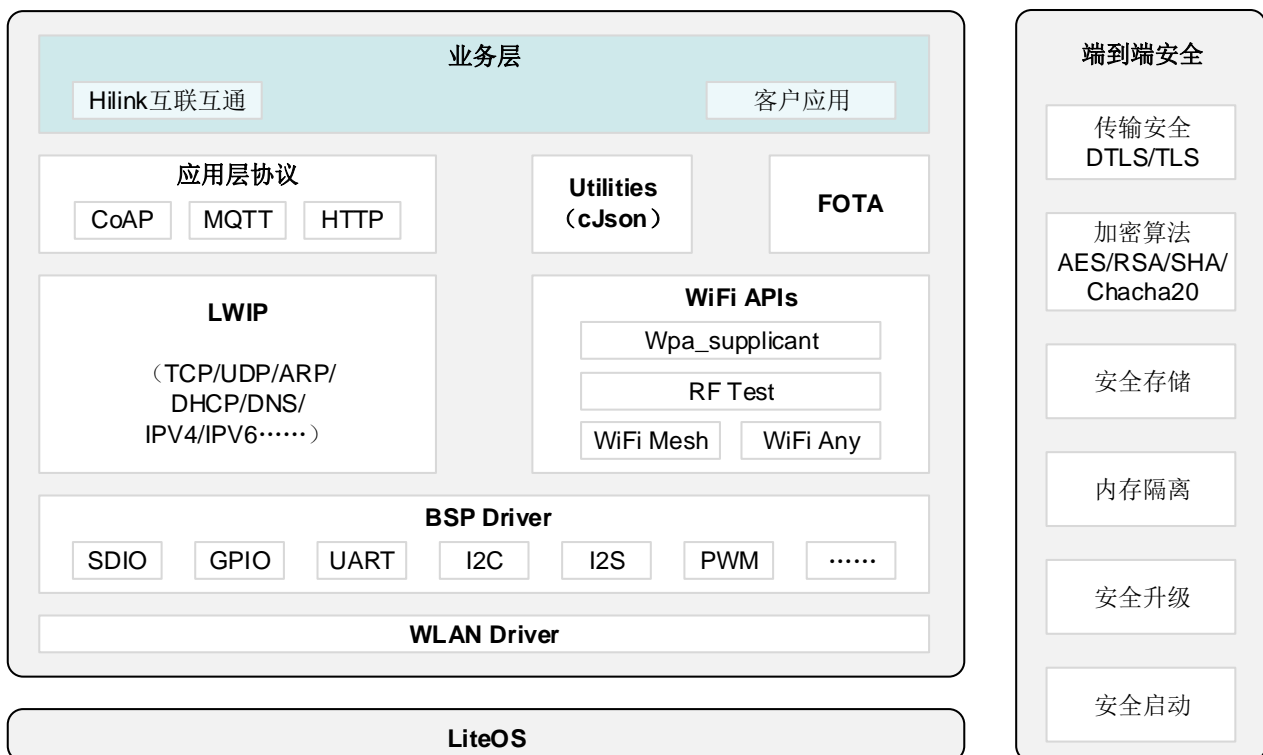 业务层
Hilink互联互通
客户应用
应用层协议
CoAP
MQTT
HTTP
Utilities
（cJson）
FOTA
LWIP
（TCP/UDP/ARP/
DHCP/DNS/
IPV4/IPV6……）
WiFi APIs
Wpa_supplicant
RF Test
WiFi Mesh
WiFi Any
BSP Driver
SDIO
GPIO
UART
I2C
I2S
PWM
……
WLAN Driver
LiteOS
端到端安全
传输安全
DTLS/TLS
加密算法
AES/RSA/SHA/
Chacha20
安全存储
内存隔离
安全升级
安全启动